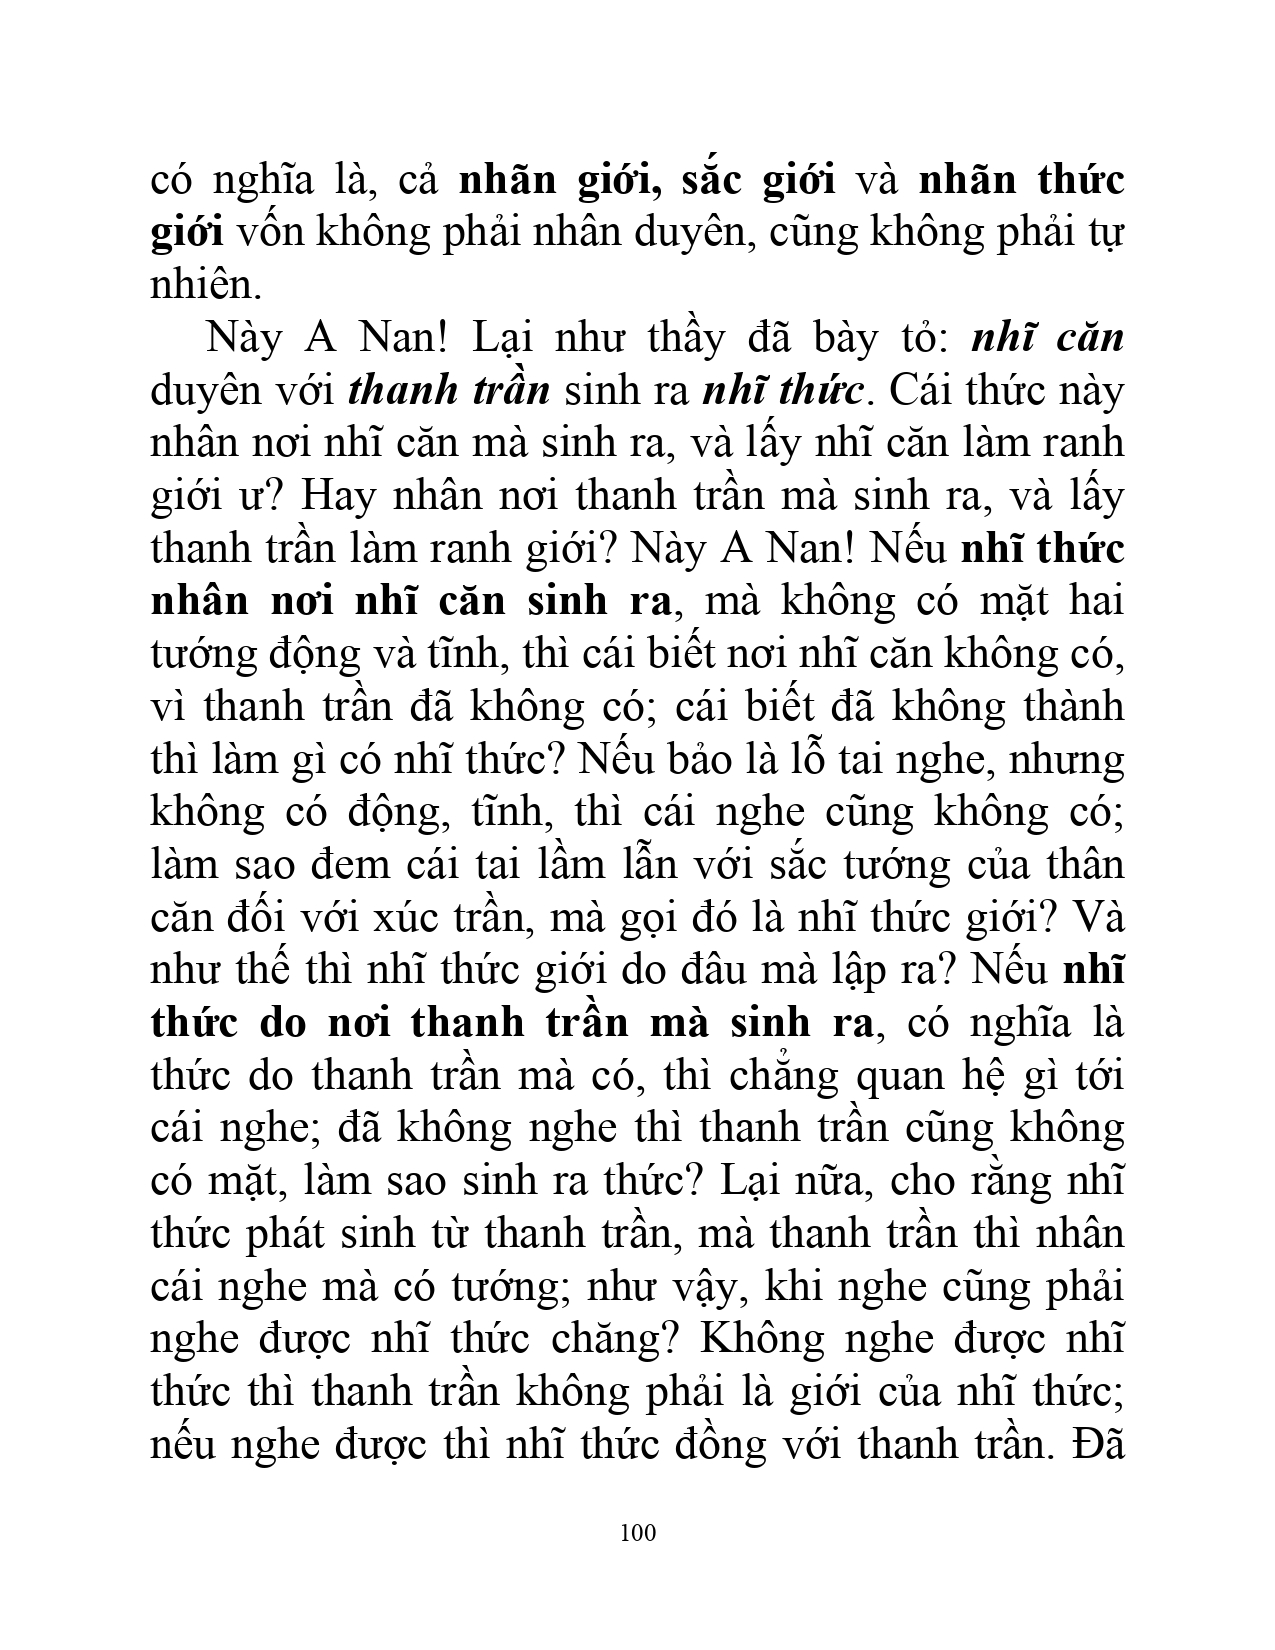 có nghĩa là, cả nhãn giới, sắc giới và nhãn thức
giới vốn không phải nhân duyên, cũng không phải tự
nhiên.
Này A Nan! Lại như thầy đã bày tỏ: nhĩ căn
duyên với thanh trần sinh ra nhĩ thức. Cái thức này
nhân nơi nhĩ căn mà sinh ra, và lấy nhĩ căn làm ranh
giới ư? Hay nhân nơi thanh trần mà sinh ra, và lấy
thanh trần làm ranh giới? Này A Nan! Nếu nhĩ thức
nhân nơi nhĩ căn sinh ra, mà không có mặt hai
tướng động và tĩnh, thì cái biết nơi nhĩ căn không có,
vì thanh trần đã không có; cái biết đã không thành
thì làm gì có nhĩ thức? Nếu bảo là lỗ tai nghe, nhưng
không có động, tĩnh, thì cái nghe cũng không có;
làm sao đem cái tai lầm lẫn với sắc tướng của thân
căn đối với xúc trần, mà gọi đó là nhĩ thức giới? Và
như thế thì nhĩ thức giới do đâu mà lập ra? Nếu nhĩ
thức do nơi thanh trần mà sinh ra, có nghĩa là
thức do thanh trần mà có, thì chẳng quan hệ gì tới
cái nghe; đã không nghe thì thanh trần cũng không
có mặt, làm sao sinh ra thức? Lại nữa, cho rằng nhĩ
thức phát sinh từ thanh trần, mà thanh trần thì nhân
cái nghe mà có tướng; như vậy, khi nghe cũng phải
nghe được nhĩ thức chăng? Không nghe được nhĩ
thức thì thanh trần không phải là giới của nhĩ thức;
nếu nghe được thì nhĩ thức đồng với thanh trần. Đã
100